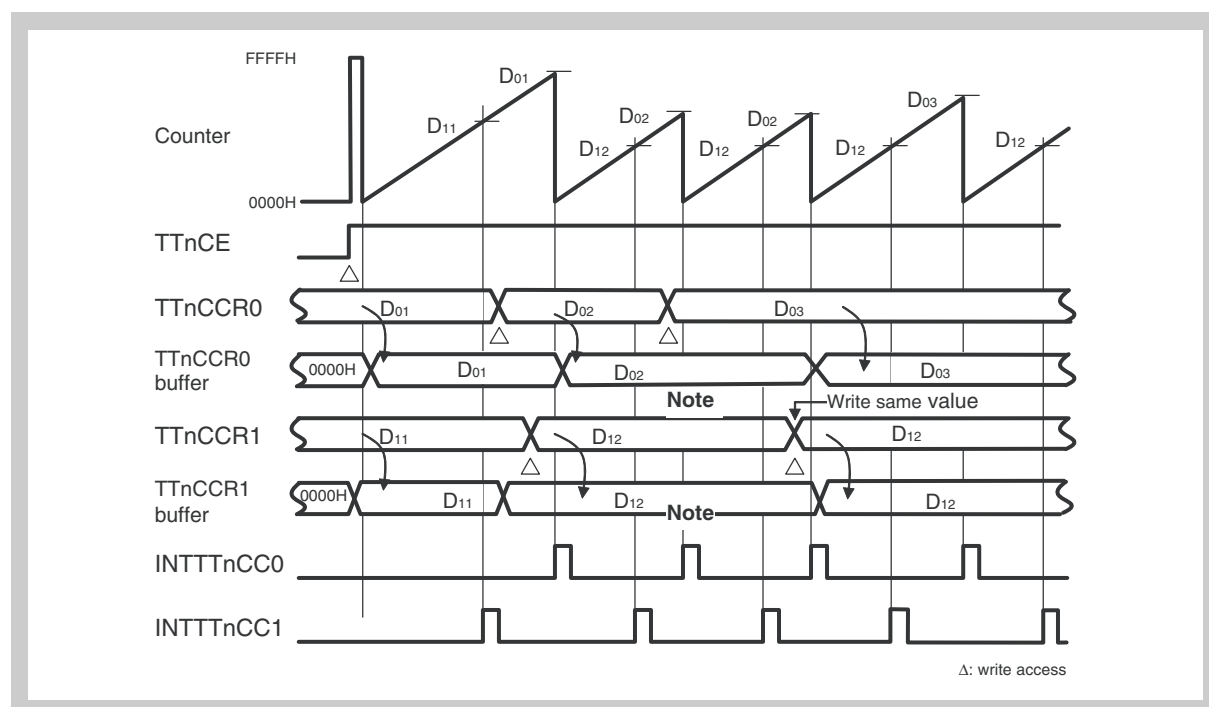 FFFFH
Counter
0000H
D11 D01 D12 D02 D12 D02 D12 D03 D12
TTnCE
Δ
TTnCCR0 D01 D02 D03
Δ Δ
TTnCCR0
buffer
0000H D01 D02 D03
Note
Write same value
TTnCCR1 D11 D12 D12
Δ Δ
TTnCCR1
buffer
0000H D11 D12 Note D12
INTTTnCC0
INTTTnCC1
Δ: write access